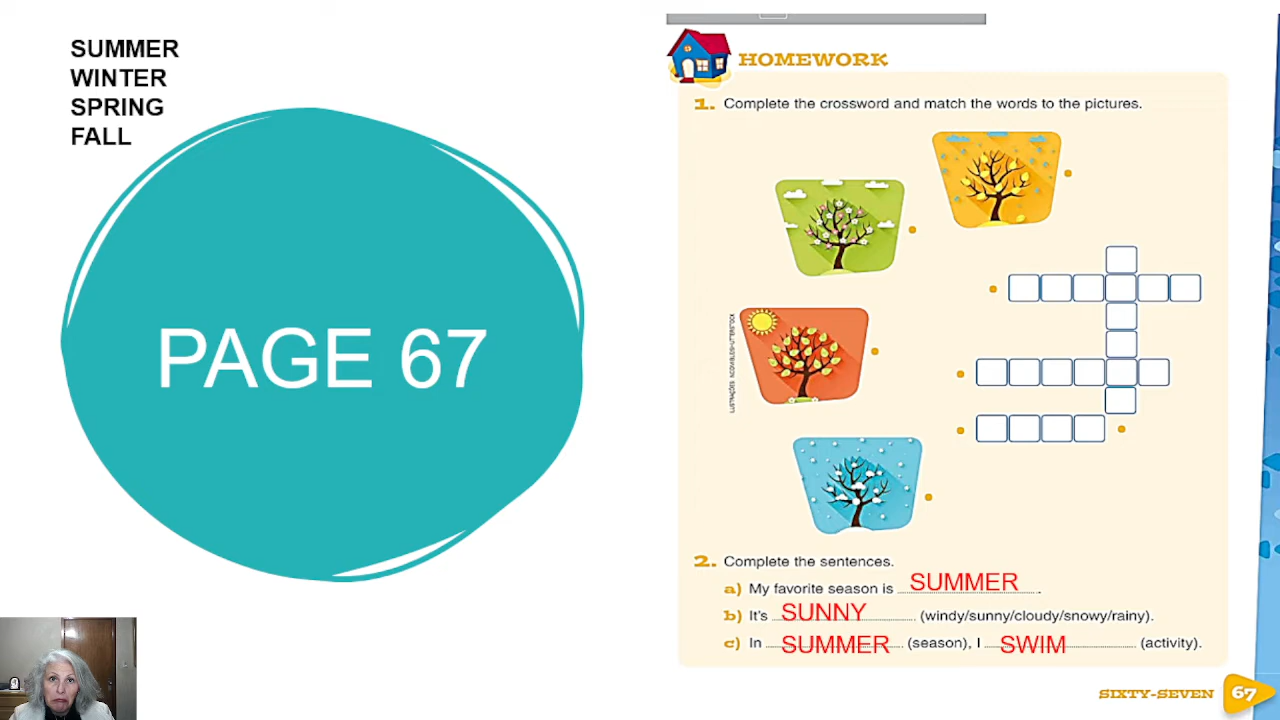 SUMMER
WINTER
SPRING
FALL
PAGE 67
HOMEWORK
1. Complete the crossword and match the words to the pictures.
2. Complete the sentences.
a) My favorite season is SUMMER.
b) It's SUNNY (windy/sunny/cloudy/snowy/rainy).
c) In SUMMER (season), I SWIM (activity).
SIXTY-SEVEN 67